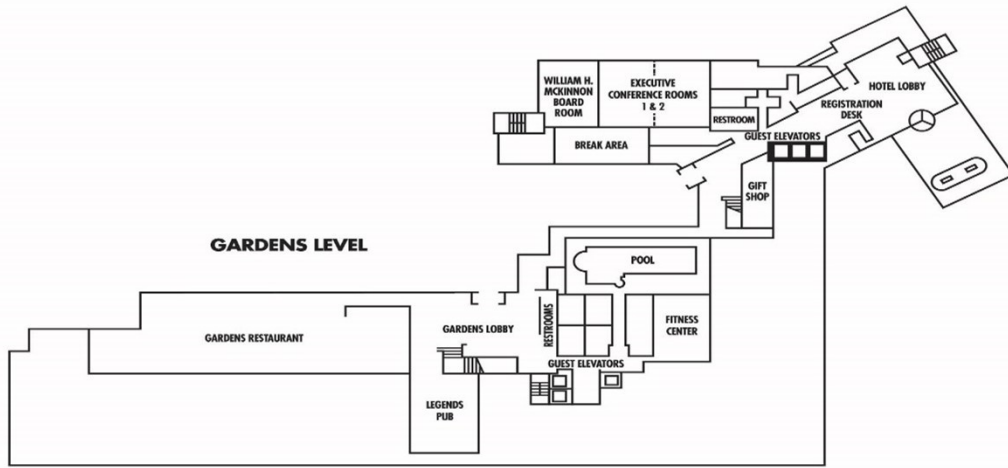 WILLIAM H.
MCKINNON
BOARD
ROOM
EXECUTIVE
CONFERENCE ROOMS
1 & 2
RESTROOM
BREAK AREA
HOTEL LOBBY
REGISTRATION
DESK
GUEST ELEVATORS
GIFT
SHOP
GARDENS LEVEL
POOL
GARDENS RESTAURANT
GARDENS LOBBY
RESTROOMS
FITNESS
CENTER
GUEST ELEVATORS
LEGENDS
PUB